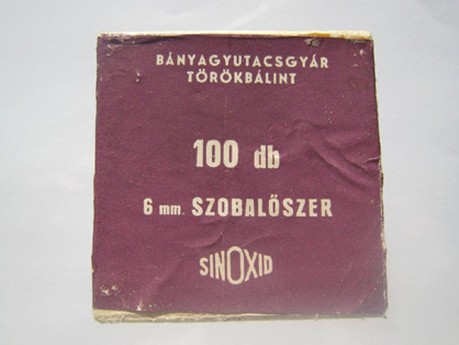 BÁNYAGYUTACSGYÁR
TÖRÖKBÁLINT
100 db
6 mm. SZOBALŐSZER
SINOXID